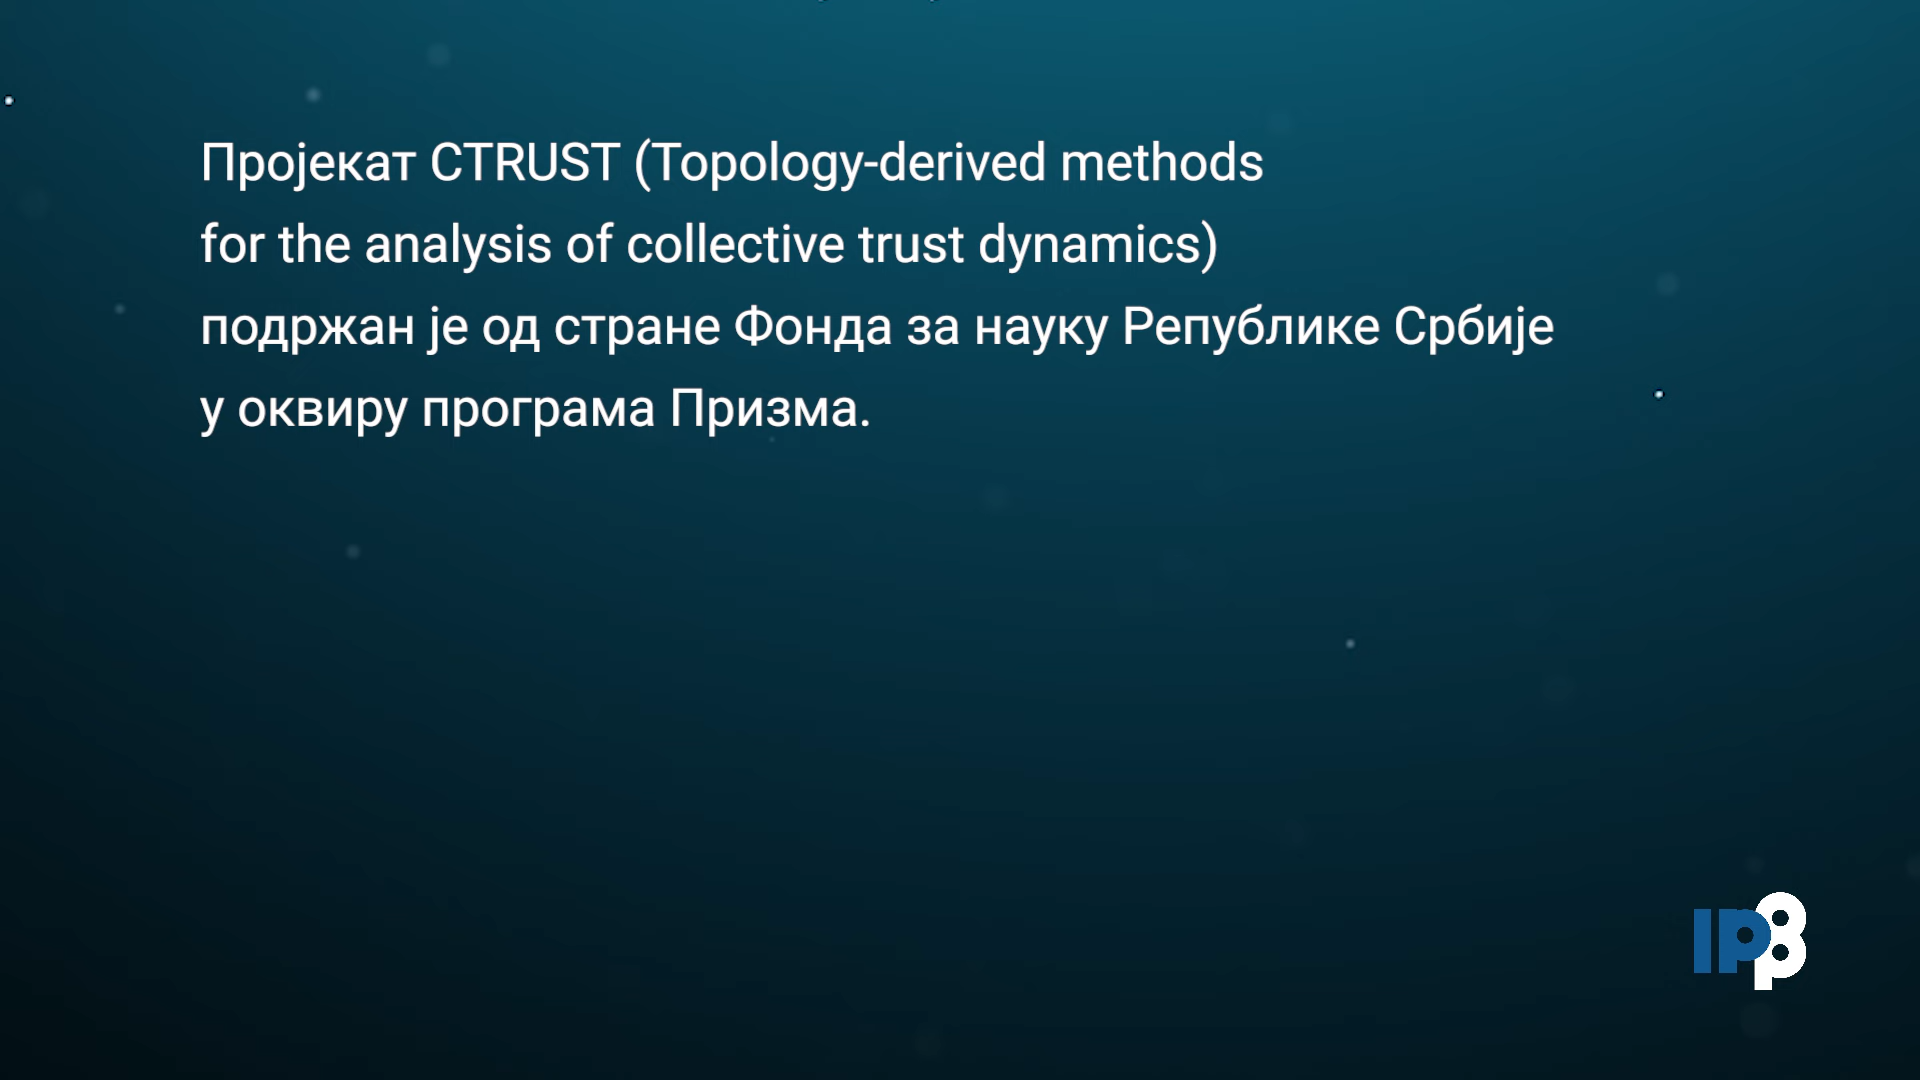 Пројекат CTRUST (Topology-derived methods
for the analysis of collective trust dynamics)
подржан је од стране Фонда за науку Републике Србије
у оквиру програма Призма.
IPB